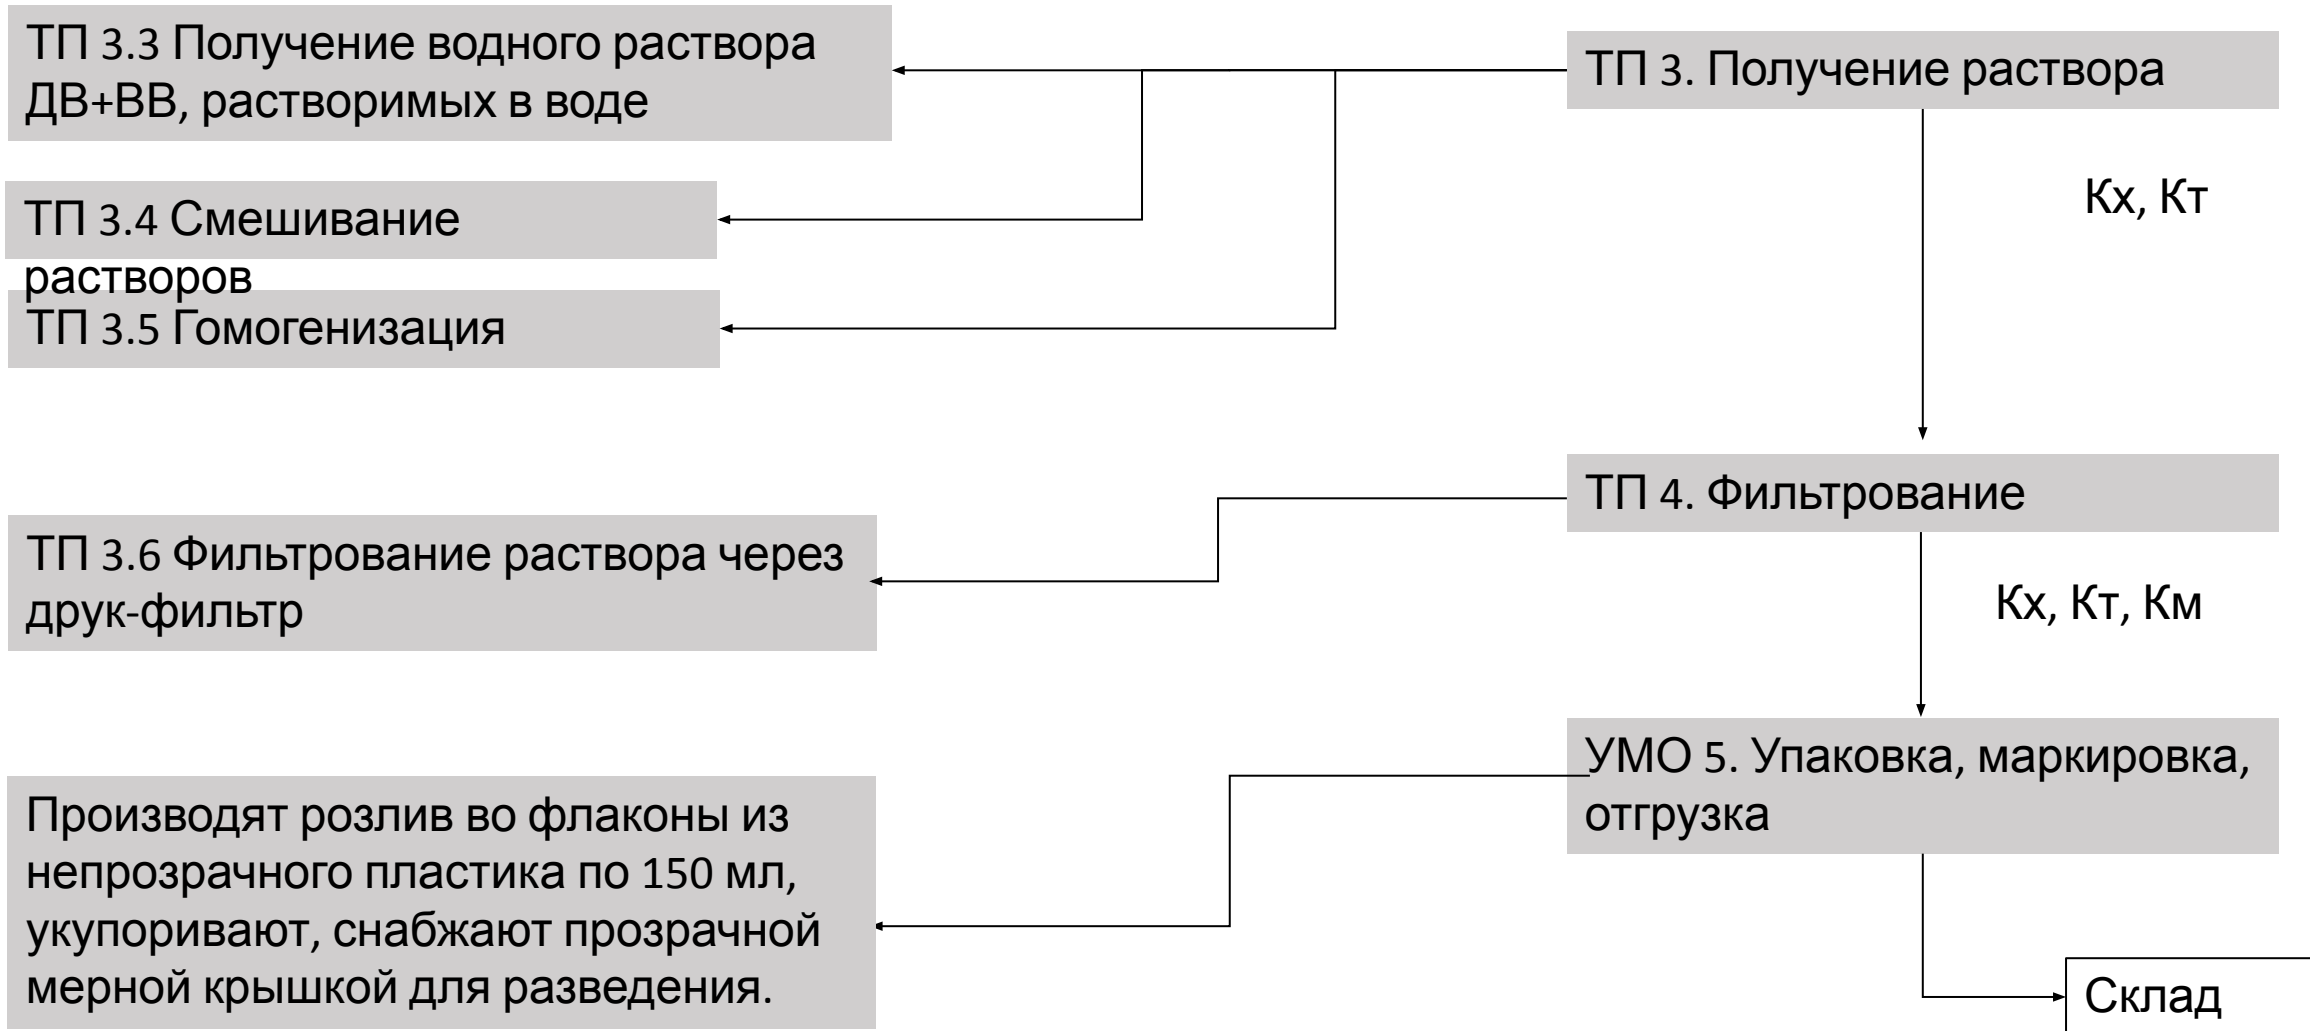 ТП 3.3 Получение водного раствора
ДВ+ВВ, растворимых в воде
ТП 3. Получение раствора
ТП 3.4 Смешивание
растворов
Кх, Кт
ТП 3.5 Гомогенизация
ТП 4. Фильтрование
ТП 3.6 Фильтрование раствора через
друк-фильтр
Кх, Кт, Км
УМО 5. Упаковка, маркировка,
отгрузка
Производят розлив во флаконы из
непрозрачного пластика по 150 мл,
укупоривают, снабжают прозрачной
мерной крышкой для разведения.
Склад